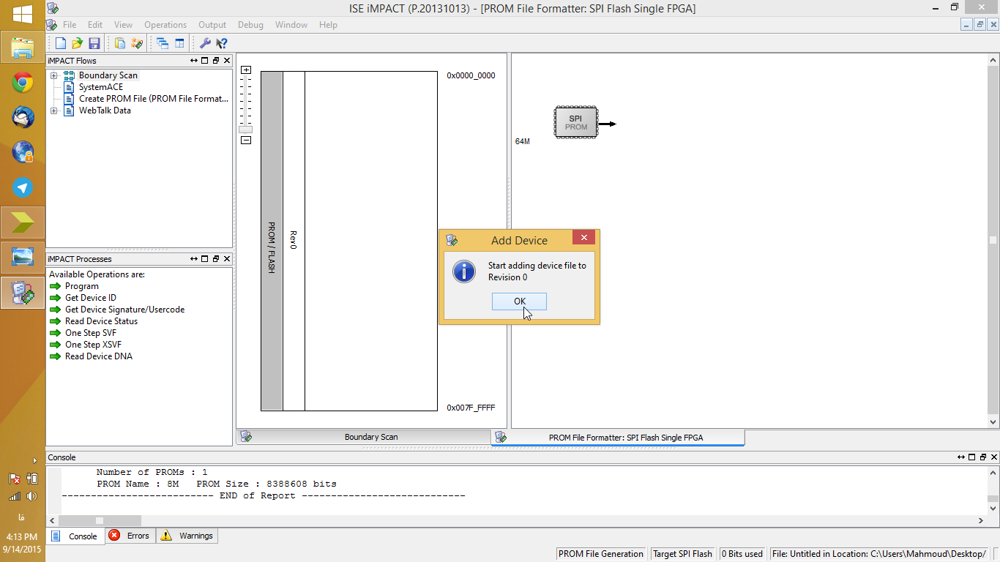 ISE iMPACT (P.20131013) - [PROM File Formatter: SPI Flash Single FPGA]
File Edit View Operations Output Debug Window Help
iMPACT Flows
Boundary Scan
SystemACE
Create PROM File (PROM File Format...
WebTalk Data
iMPACT Processes
Available Operations are:
Program
Get Device ID
Get Device Signature/Usercode
Read Device Status
One Step SVF
One Step XSVF
Read Device DNA
PROM / FLASH
Rev0
0x0000_0000
0x007F_FFFF
64M
SPI
PROM
Add Device
Start adding device file to
Revision 0
OK
Boundary Scan
PROM File Formatter: SPI Flash Single FPGA
Console
Number of PROMs : 1
PROM Name : 8M PROM Size : 8388608 bits
-------------------------- END of Report ----------------------------
Console Errors Warnings
PROM File Generation Target SPI Flash 0 Bits used File: Untitled in Location: C:\Users\Mahmoud\Desktop/
فا
4:13 PM
9/14/2015